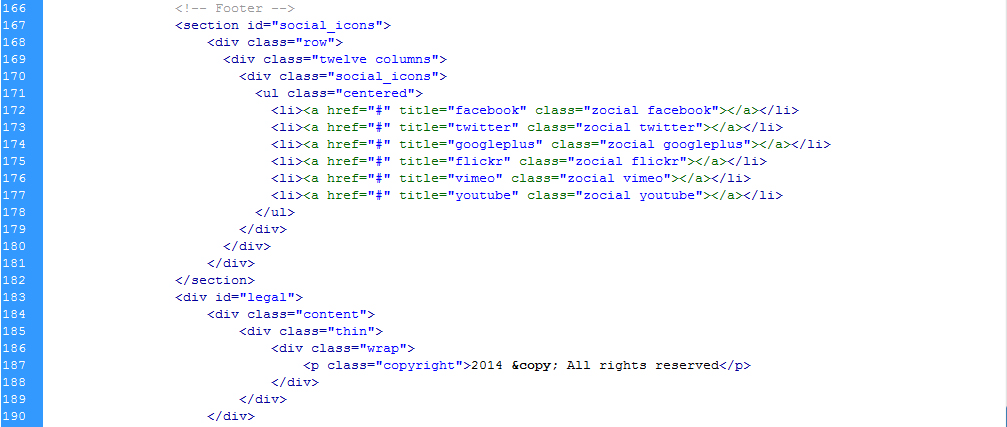 166 <!-- Footer -->
167 <section id="social_icons">
168 <div class="row">
169 <div class="twelve columns">
170 <div class="social_icons">
171 <ul class="centered">
172 <li><a href="#" title="facebook" class="zocial facebook"></a></li>
173 <li><a href="#" title="twitter" class="zocial twitter"></a></li>
174 <li><a href="#" title="googleplus" class="zocial googleplus"></a></li>
175 <li><a href="#" title="flickr" class="zocial flickr"></a></li>
176 <li><a href="#" title="vimeo" class="zocial vimeo"></a></li>
177 <li><a href="#" title="youtube" class="zocial youtube"></a></li>
178 </ul>
179 </div>
180 </div>
181 </div>
182 </section>
183 <div id="legal">
184 <div class="content">
185 <div class="thin">
186 <div class="wrap">
187 <p class="copyright">2014 &copy; All rights reserved</p>
188 </div>
189 </div>
190 </div>